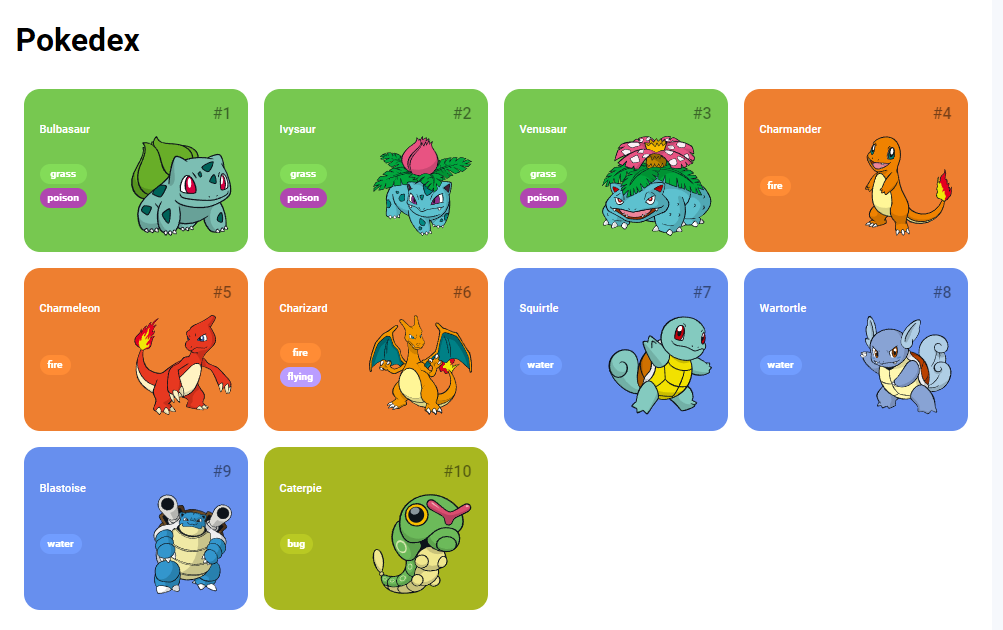 Pokedex
#1
Bulbasaur
grass
poison
#2
Ivysaur
grass
poison
#3
Venusaur
grass
poison
#4
Charmander
fire
#5
Charmeleon
fire
#6
Charizard
fire
flying
#7
Squirtle
water
#8
Wartortle
water
#9
Blastoise
water
#10
Caterpie
bug